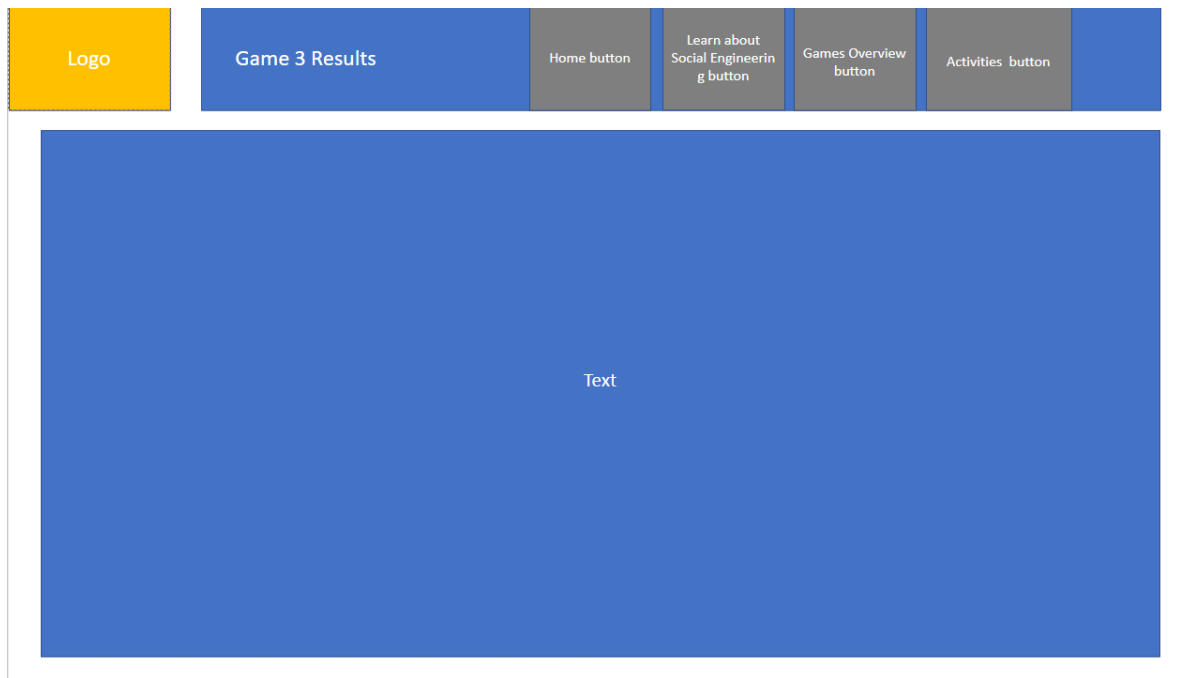 Logo
Game 3 Results
Home button
Learn about
Social Engineerin
g button
Games Overview
button
Activities  button
Text